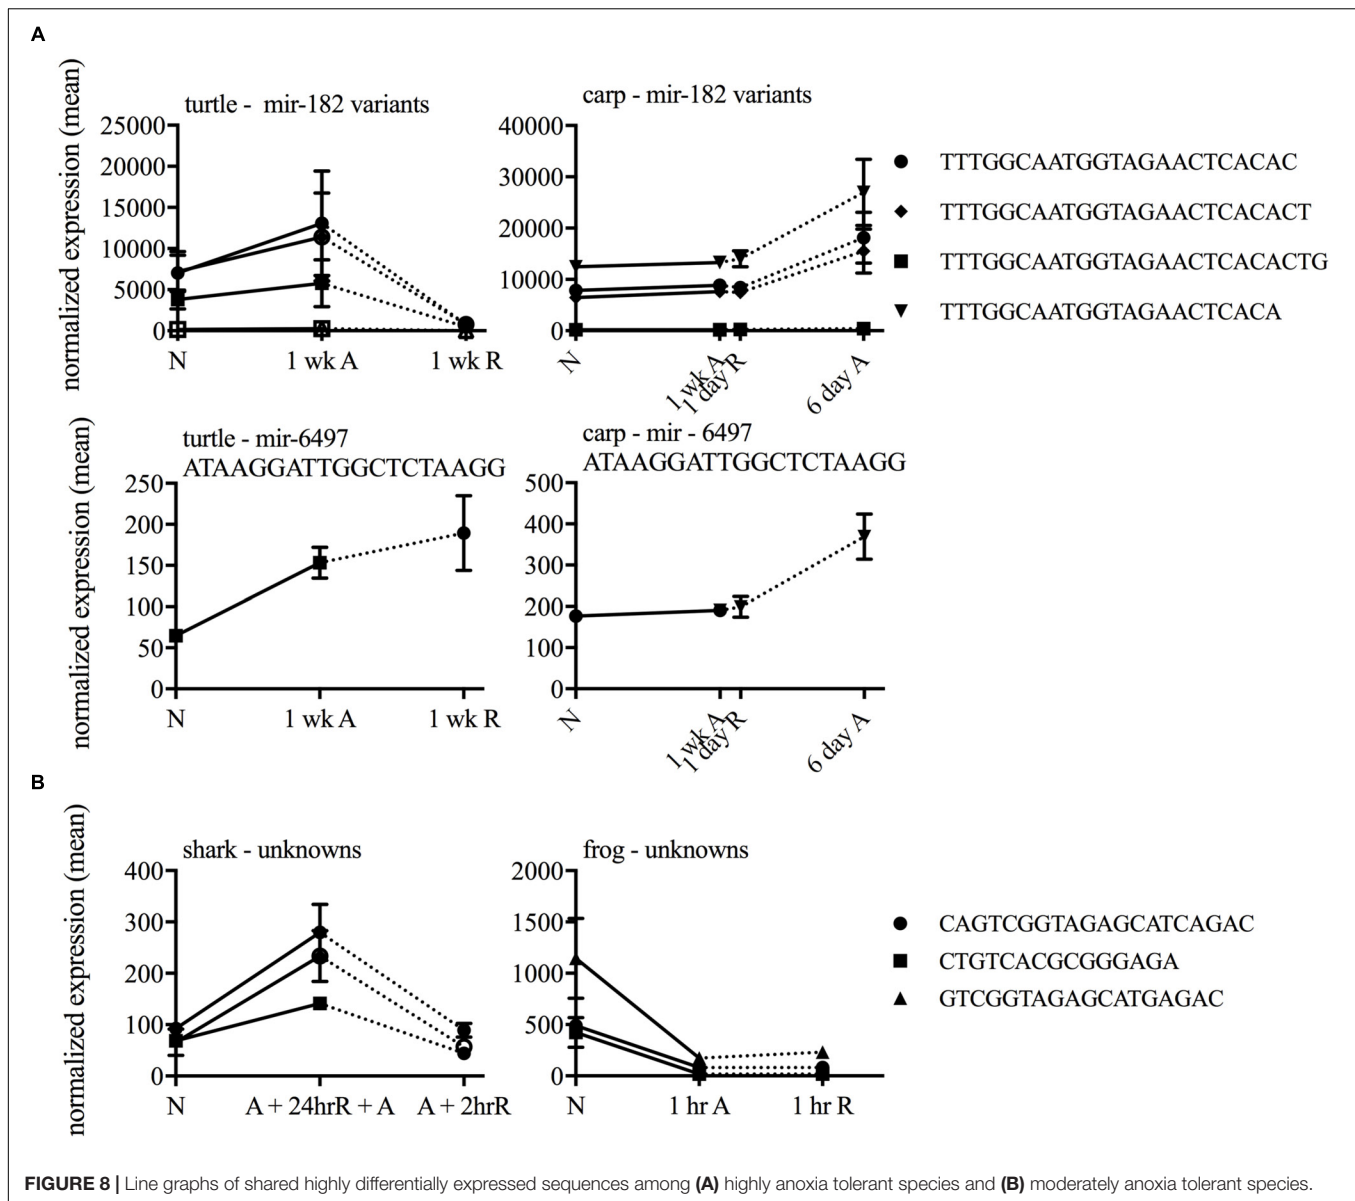 A
turtle - mir-182 variants
normalized expression (mean)
25000
20000
15000
10000
5000
0
N
1 wk A
1 wk R
carp - mir-182 variants
40000
30000
20000
10000
0
N
1 wk A
1 day R
6 day A
TTTGGCAATGGTAGAACTCACAC
TTTGGCAATGGTAGAACTCACACT
TTTGGCAATGGTAGAACTCACACTG
TTTGGCAATGGTAGAACTCACA
turtle - mir-6497
ATAAGGATTGGCTCTAAGG
normalized expression (mean)
250
200
150
100
50
0
N
1 wk A
1 wk R
carp - mir - 6497
ATAAGGATTGGCTCTAAGG
500
400
300
200
100
0
N
1 wk A
1 day R
6 day A
B
shark - unknowns
normalized expression (mean)
400
300
200
100
0
N
A + 24hrR + A
A + 2hrR
frog - unknowns
2000
1500
1000
500
0
N
1 hr A
1 hr R
CAGTCGGTAGAGCATCAGAC
CTGTCACGCGGGAGA
GTCGGTAGAGCATGAGAC
FIGURE 8 | Line graphs of shared highly differentially expressed sequences among (A) highly anoxia tolerant species and (B) moderately anoxia tolerant species.